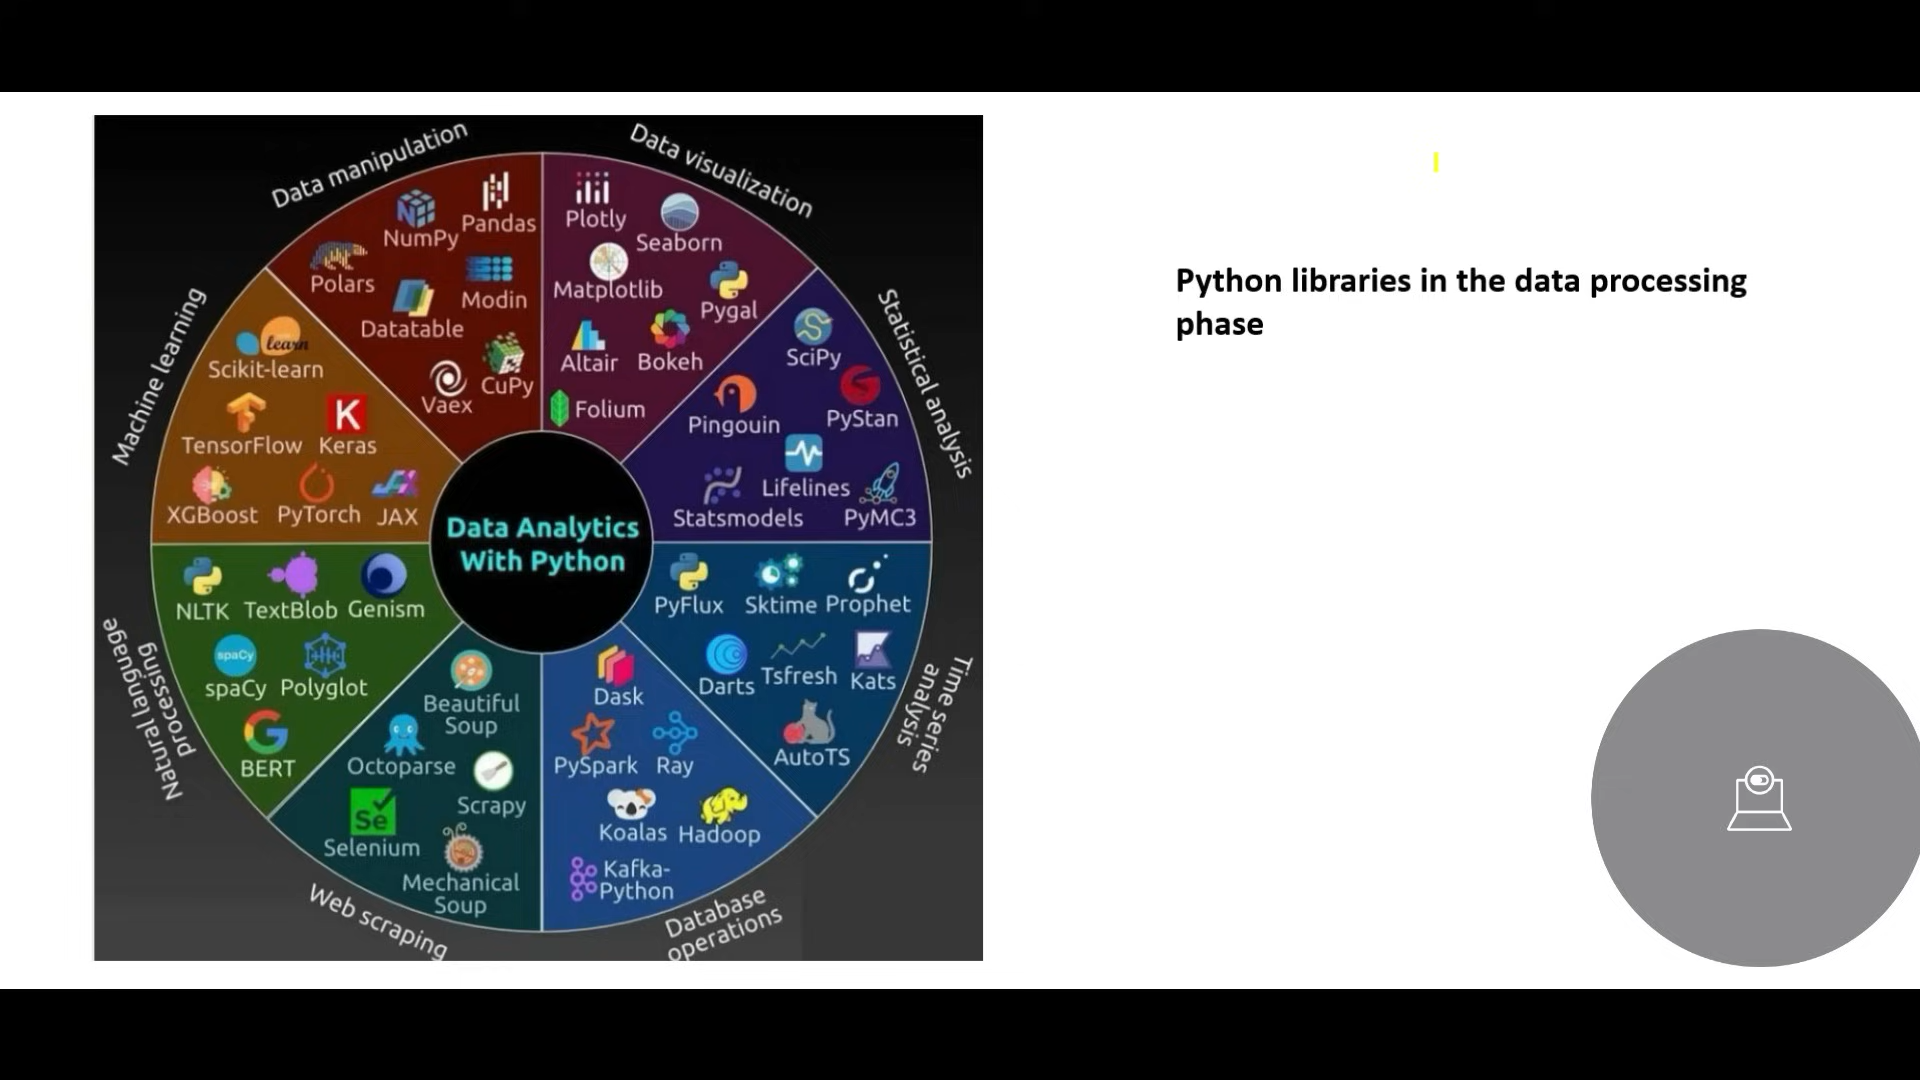 Data manipulation
NumPy
Pandas
Polars
Modin
Datatable
CuPy
Vaex
Data visualization
Plotly
Seaborn
Matplotlib
Pygal
Altair
Bokeh
Folium
Statistical analysis
SciPy
Pingouin
PyStan
Lifelines
Statsmodels
PyMC3
Machine learning
learn
Scikit-learn
TensorFlow
K
Keras
XGBoost
PyTorch
JAX
Data Analytics
With Python
Natural language
processing
NLTK
TextBlob
Genism
spaCy
spaCy
Polyglot
BERT
Web scraping
Beautiful
Soup
Octoparse
Scrapy
Se
Selenium
Mechanical
Soup
Database
operations
Dask
PySpark
Ray
Koalas
Hadoop
Kafka-
Python
Time series
analysis
PyFlux
Sktime
Prophet
Darts
Tsfresh
Kats
AutoTS
Python libraries in the data processing
phase